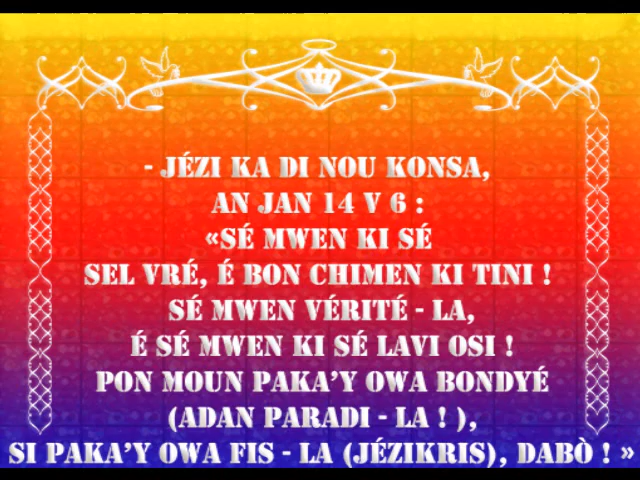 - JÉZI KA DI NOU KONSA,
AN JAN 14 V 6 :
«SÉ MWEN KI SÉ
SEL VRÉ, É BON CHIMEN KI TINI !
SÉ MWEN VÉRITÉ - LA,
É SÉ MWEN KI SÉ LAVI OSI !
PON MOUN PAKA'Y OWA BONDYÉ
(ADAN PARADI - LA ! ),
SI PAKA'Y OWA FIS - LA (JÉZIKRIS), DABÒ ! »